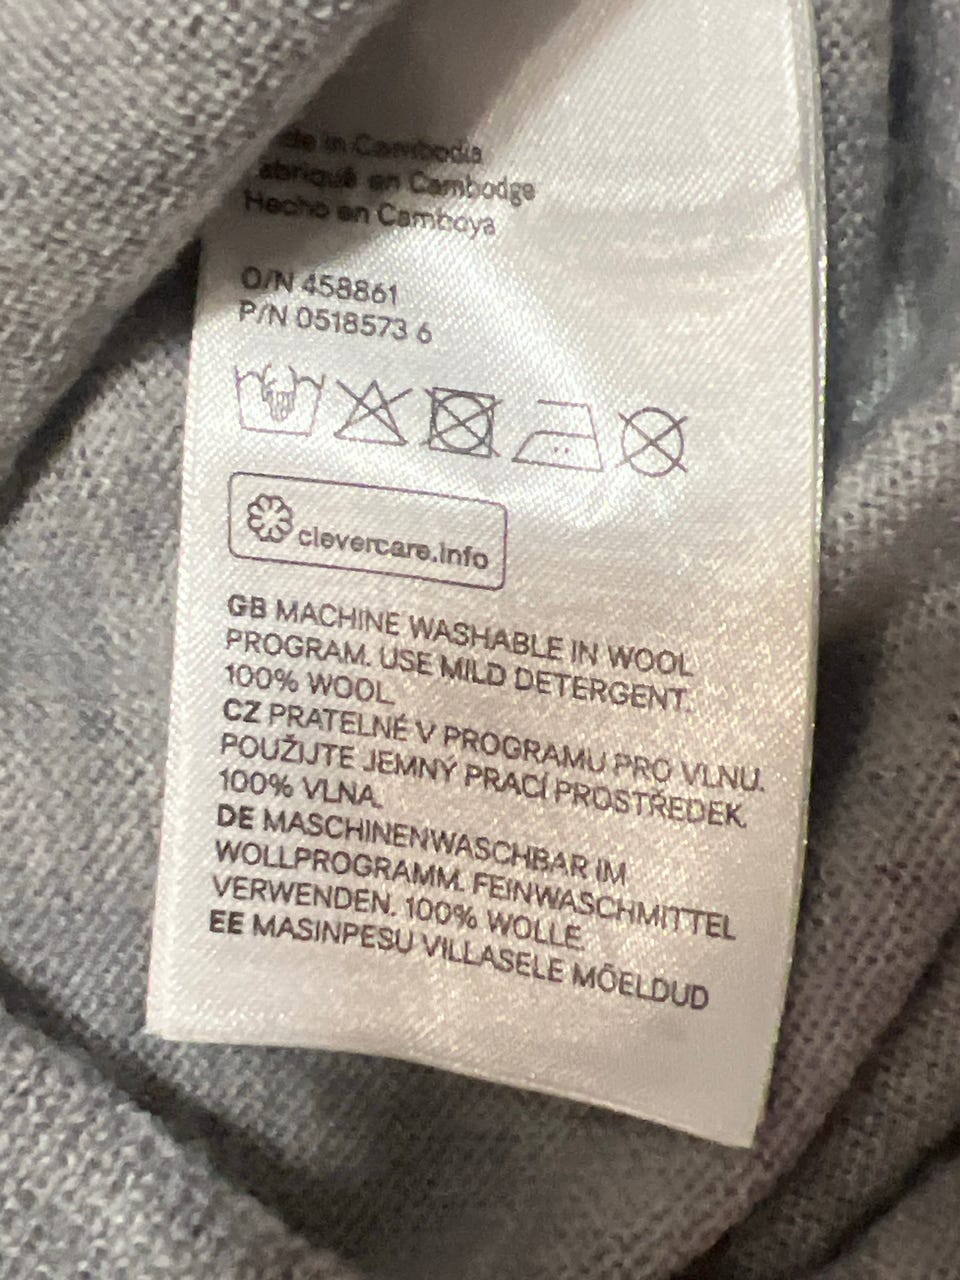 in Cambodia
Fabriqué en Cambodge
Hecho en Camboya
O/N 458861
P/N 0518573 6
clevercare.info
GB MACHINE WASHABLE IN WOOL
PROGRAM. USE MILD DETERGENT.
100% WOOL.
CZ PRATELNÉ V PROGRAMU PRO VLNU.
POUŽIJTE JEMNÝ PRACÍ PROSTŘEDEK.
100% VLNA.
DE MASCHINENWASCHBAR IM
WOLLPROGRAMM. FEINWASCHMITTEL
VERWENDEN. 100% WOLLE.
EE MASINPESU VILLASELE MÕELDUD